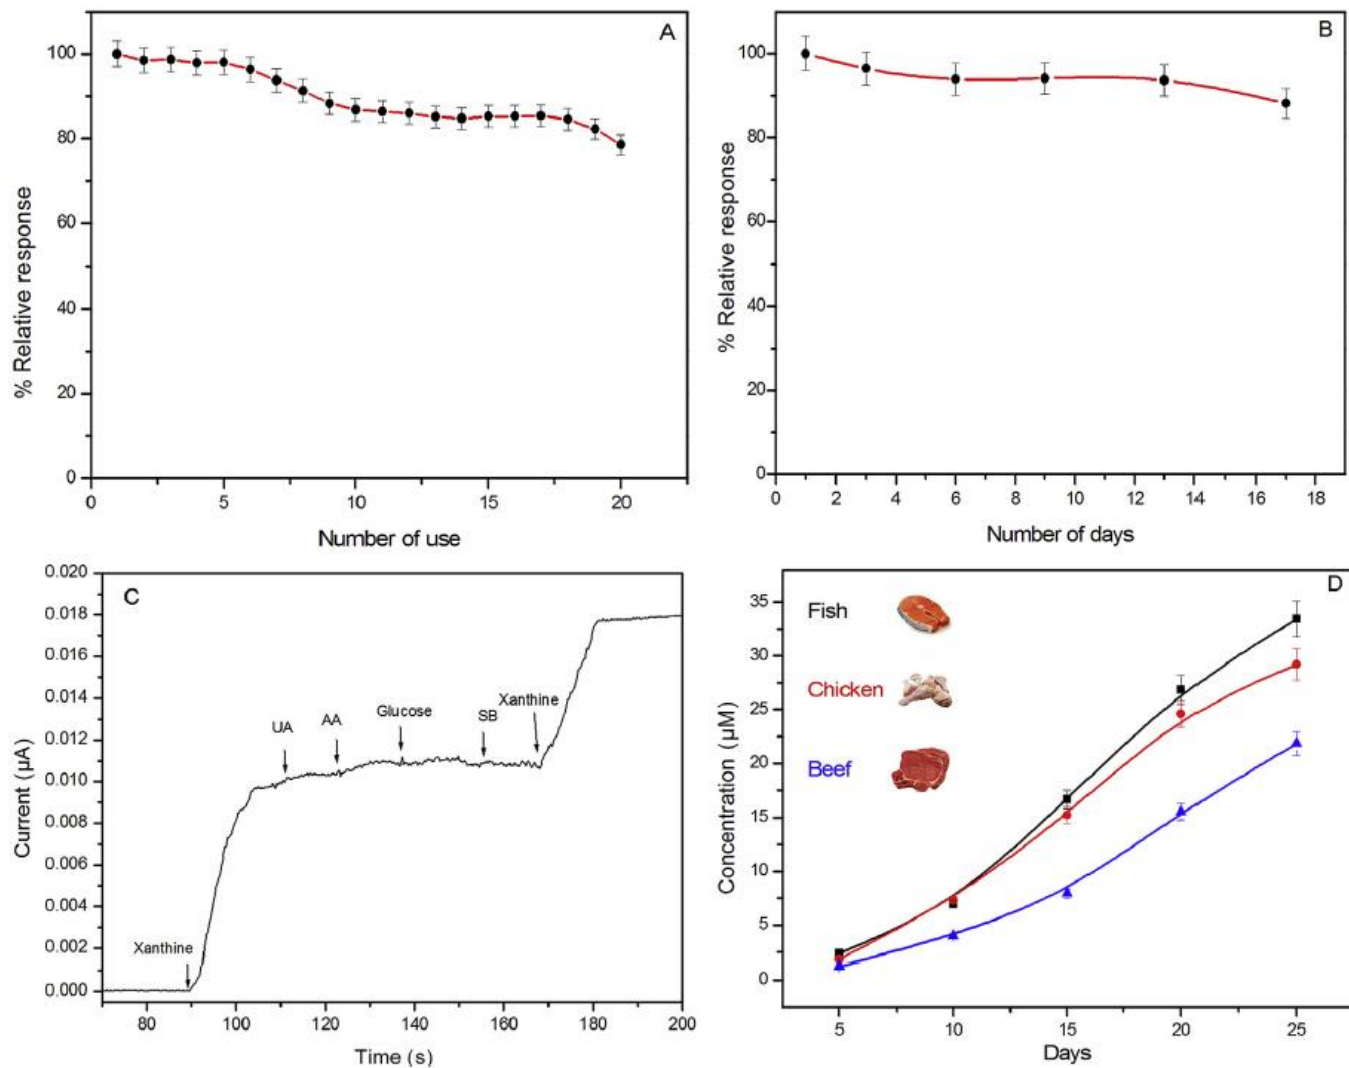 A
100
80
60
40
20
0
0 5 10 15 20
% Relative response
Number of use
B
100
80
60
40
20
0
0 2 4 6 8 10 12 14 16 18
% Relative response
Number of days
C
0.020
0.018
0.016
0.014
0.012
0.010
0.008
0.006
0.004
0.002
0.000
80 100 120 140 160 180 200
Current (µA)
Time (s)
Xanthine
UA
AA
Glucose
SB
Xanthine
D
35
30
25
20
15
10
5
0
5 10 15 20 25
Concentration (µM)
Days
Fish
Chicken
Beef